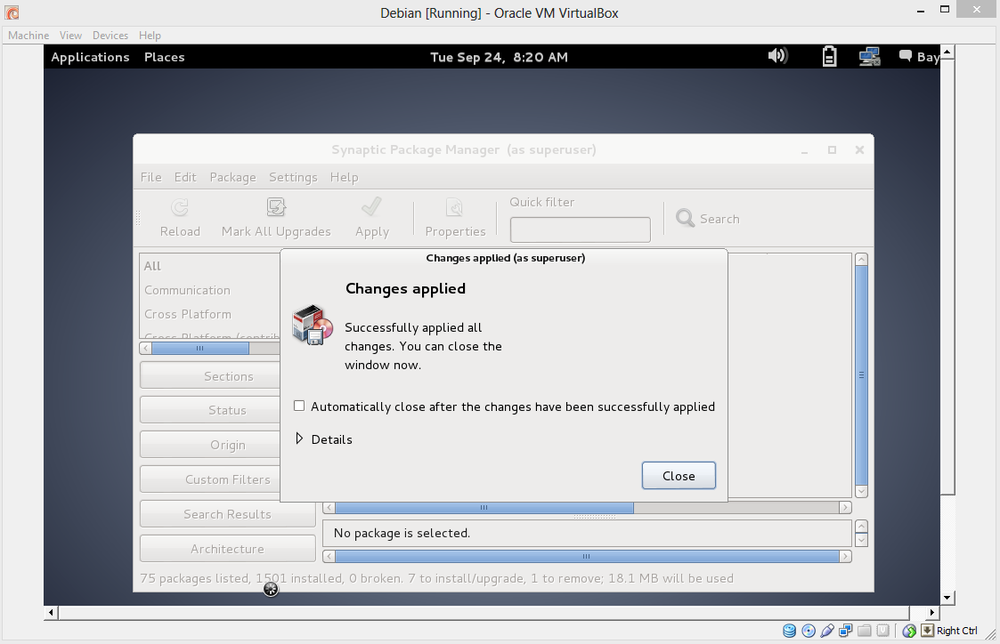 Debian [Running] - Oracle VM VirtualBox
Machine View Devices Help
Applications Places Tue Sep 24, 8:20 AM Bay
Synaptic Package Manager (as superuser)
File Edit Package Settings Help
Reload Mark All Upgrades Apply Properties Quick filter Search
All
Communication
Cross Platform
Cross Platform (contrib
Sections
Status
Origin
Custom Filters
Search Results
Architecture
Changes applied (as superuser)
Changes applied
Successfully applied all
changes. You can close the
window now.
Automatically close after the changes have been successfully applied
Details
Close
No package is selected.
75 packages listed, 1501 installed, 0 broken. 7 to install/upgrade, 1 to remove; 18.1 MB will be used
Right Ctrl